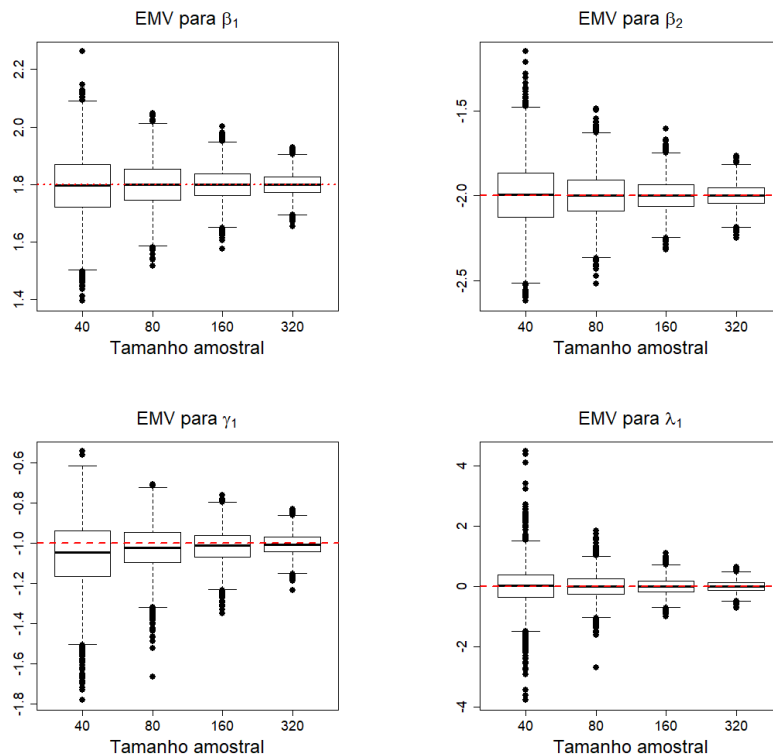 EMV para β₁
2.2
2.0
1.8
1.6
1.4
40 80 160 320
Tamanho amostral
EMV para β₂
-1.5
-2.0
-2.5
40 80 160 320
Tamanho amostral
EMV para γ₁
-0.6
-0.8
-1.0
-1.2
-1.4
-1.6
-1.8
40 80 160 320
Tamanho amostral
EMV para λ₁
4
2
0
-2
-4
40 80 160 320
Tamanho amostral